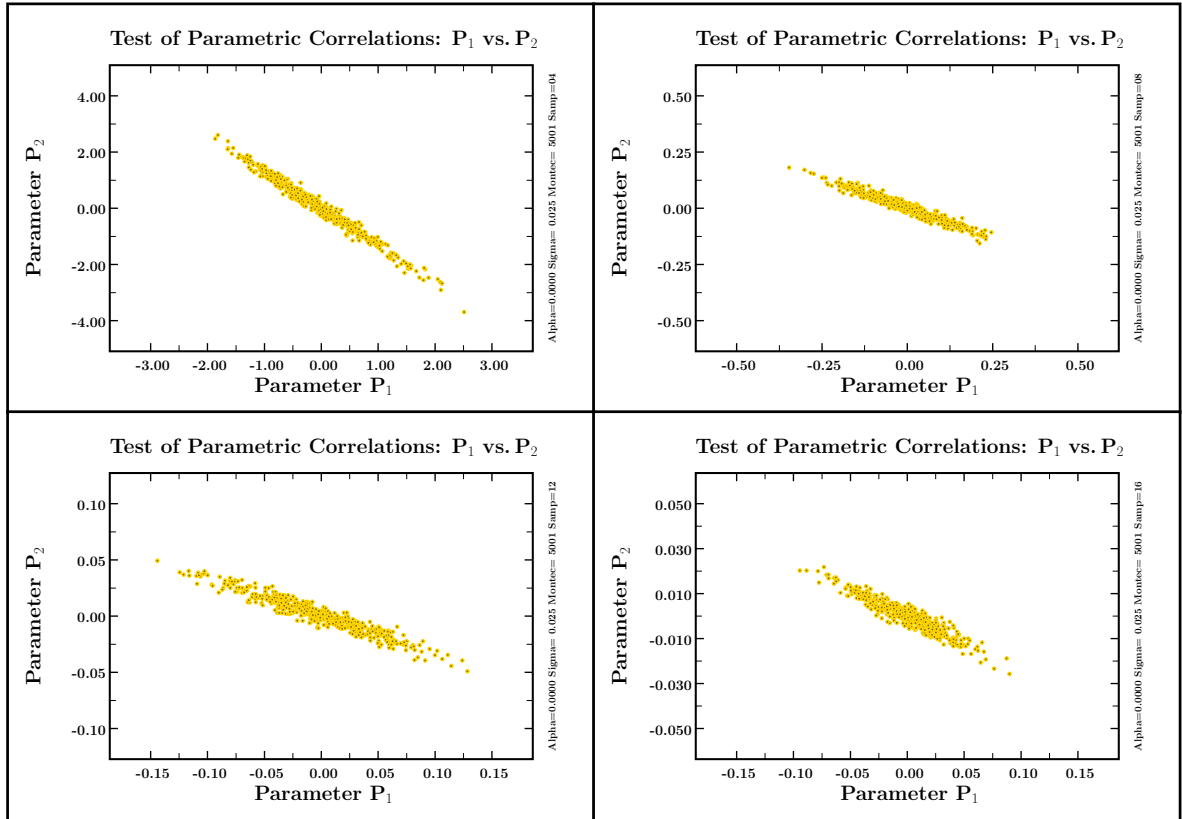 Test of Parametric Correlations: P₁ vs. P₂
4.00
2.00
0.00
-2.00
-4.00
Parameter P₂
-3.00 -2.00 -1.00 0.00 1.00 2.00 3.00
Parameter P₁
Alpha=0.0000 Sigma= 0.025 Montec= 5001 Samp=04
Test of Parametric Correlations: P₁ vs. P₂
0.50
0.25
0.00
-0.25
-0.50
Parameter P₂
-0.50 -0.25 0.00 0.25 0.50
Parameter P₁
Alpha=0.0000 Sigma= 0.025 Montec= 5001 Samp=08
Test of Parametric Correlations: P₁ vs. P₂
0.10
0.05
0.00
-0.05
-0.10
Parameter P₂
-0.15 -0.10 -0.05 0.00 0.05 0.10 0.15
Parameter P₁
Alpha=0.0000 Sigma= 0.025 Montec= 5001 Samp=12
Test of Parametric Correlations: P₁ vs. P₂
0.050
0.030
0.010
-0.010
-0.030
-0.050
Parameter P₂
-0.15 -0.10 -0.05 0.00 0.05 0.10 0.15
Parameter P₁
Alpha=0.0000 Sigma= 0.025 Montec= 5001 Samp=16